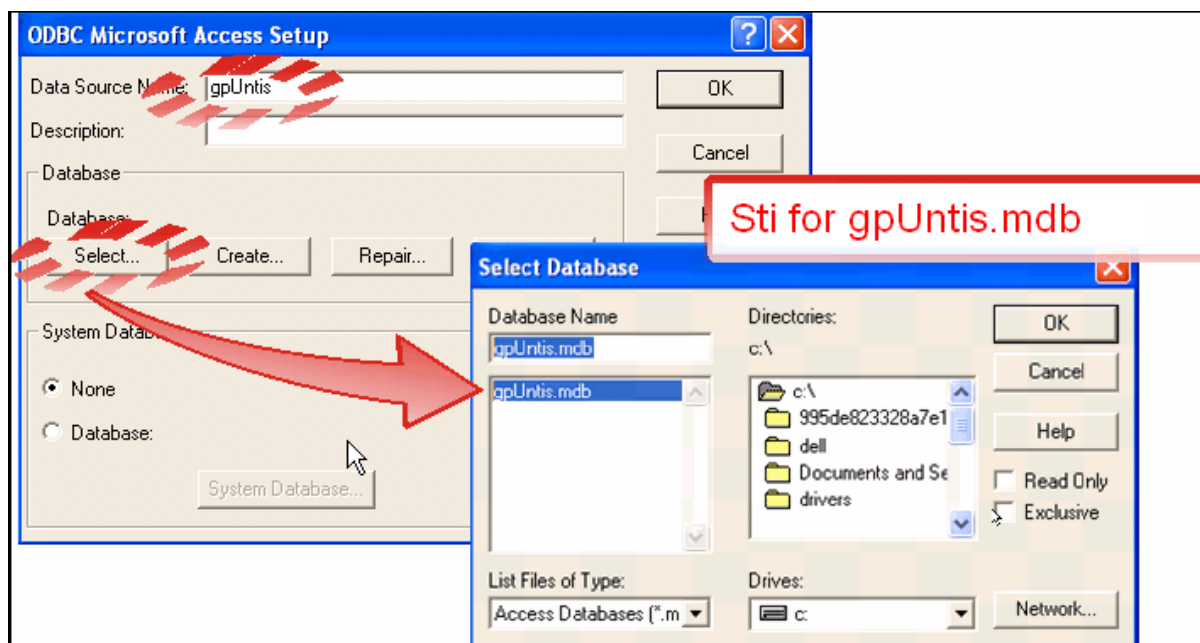 ODBC Microsoft Access Setup
Data Source Name: gpUntis
OK
Description:
Cancel
Database
Database:
Select... Create... Repair...
System Database
None
Database:
System Database...
Sti for gpUntis.mdb
Select Database
Database Name
gpUntis.mdb
gpUntis.mdb
Directories:
c:\
c:\
995de823328a7e1
dell
Documents and Se
drivers
OK
Cancel
Help
Read Only
Exclusive
List Files of Type:
Access Databases (*.m
Drives:
c:
Network...